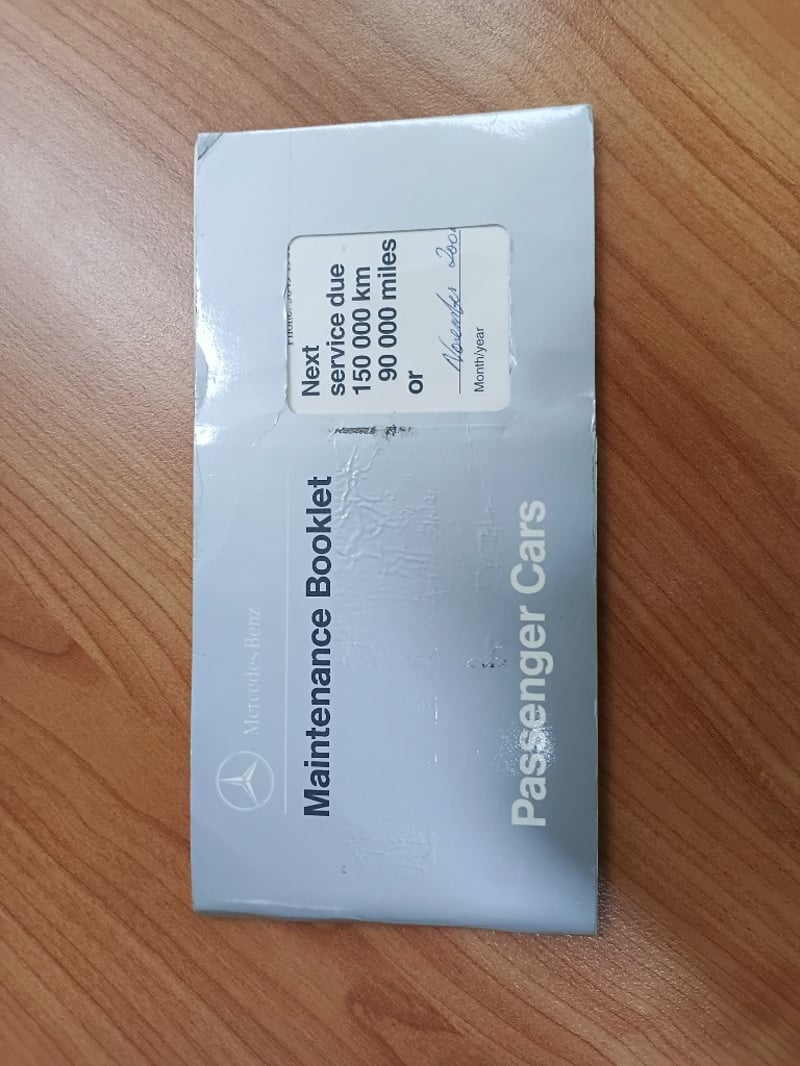 Mercedes-Benz
Maintenance Booklet
Passenger Cars
Next
service due
150 000 km
90 000 miles
or
November
Month/year